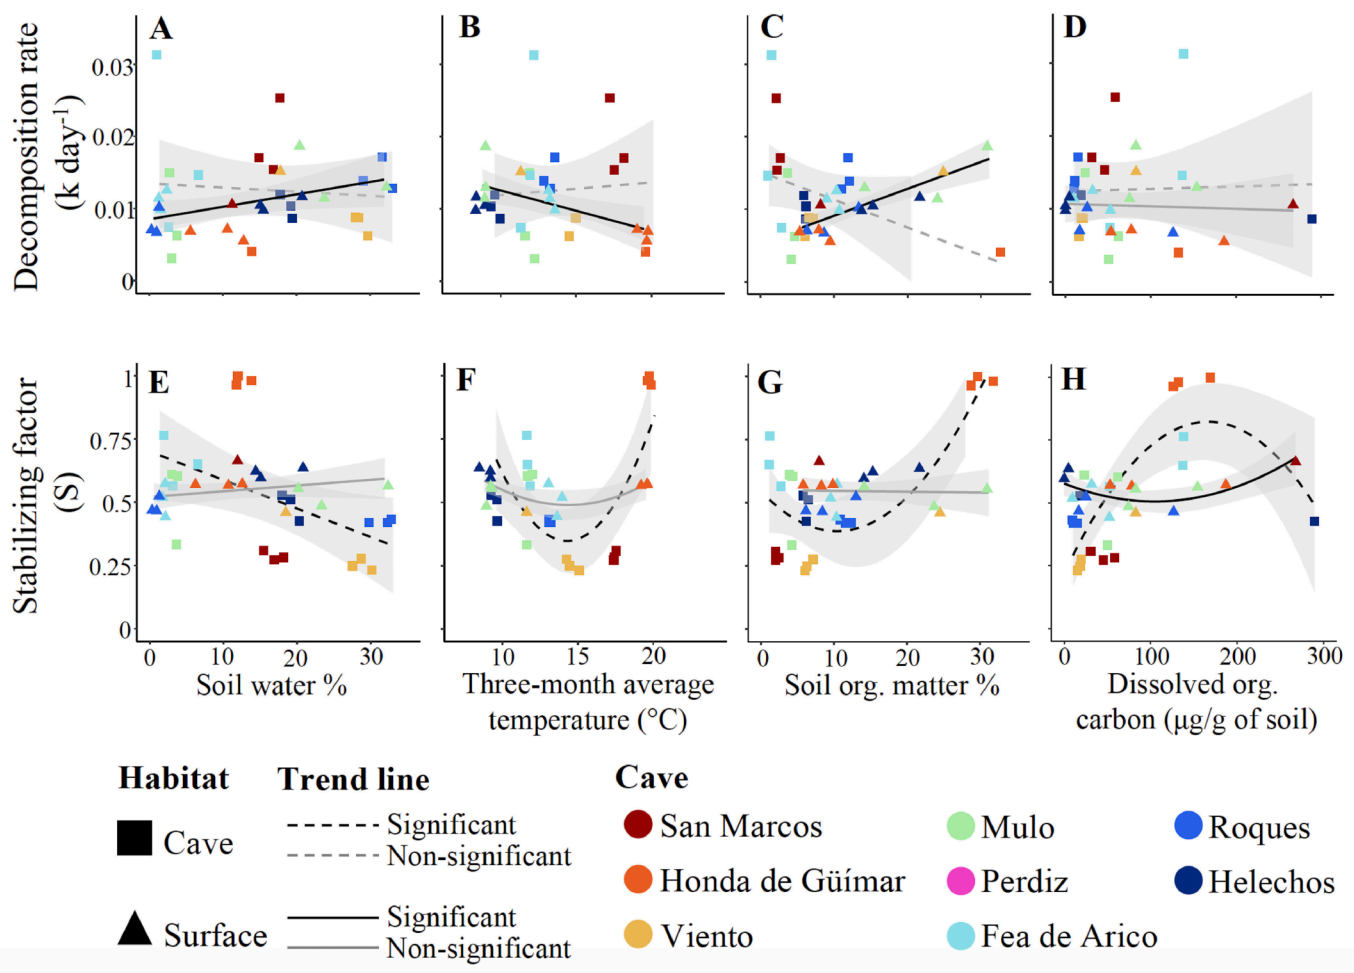 A B C D
Decomposition rate
(k day⁻¹)
0.03
0.02
0.01
0
E F G H
Stabilizing factor
(S)
1
0.75
0.5
0.25
0
0 10 20 30
10 15 20
0 10 20 30
0 100 200 300
Soil water %
Three-month average
temperature (°C)
Soil org. matter %
Dissolved org.
carbon (µg/g of soil)
Habitat
Cave
Surface
Trend line
Significant
Non-significant
Significant
Non-significant
Cave
San Marcos
Mulo
Roques
Honda de Güímar
Perdiz
Helechos
Viento
Fea de Arico